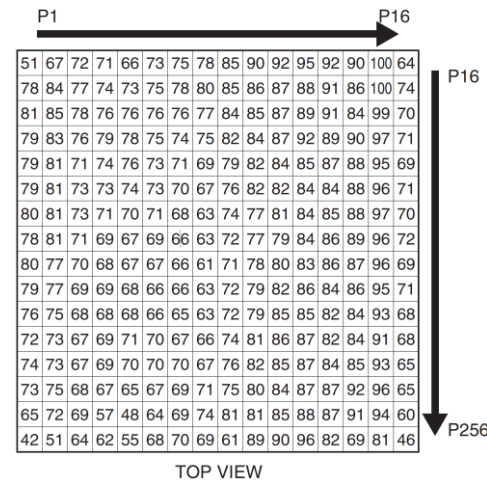 P1 P16
51 67 72 71 66 73 75 78 85 90 92 95 92 90 100 64
P16
78 84 77 74 73 75 78 80 85 86 87 88 91 86 100 74
81 85 78 76 76 76 76 77 84 85 87 89 91 84 99 70
79 83 76 79 78 75 74 75 82 84 87 92 89 90 97 71
79 81 71 74 76 73 71 69 79 82 84 85 87 88 95 69
79 81 73 73 74 73 70 67 76 82 82 84 84 88 96 71
80 81 73 71 70 71 68 63 74 77 81 84 85 88 97 70
78 81 71 69 67 69 66 63 72 77 79 84 86 89 96 72
80 77 70 68 67 67 66 61 71 78 80 83 86 87 96 69
79 77 69 69 68 66 66 63 72 79 82 86 84 86 95 71
76 75 68 68 68 66 65 63 72 79 85 85 82 84 93 68
72 73 67 69 71 70 67 66 74 81 86 87 82 84 91 68
74 73 67 69 70 70 70 67 76 82 85 87 84 85 93 65
73 75 68 67 65 67 69 71 75 80 84 87 87 92 96 65
65 72 69 57 48 64 69 74 81 81 85 88 87 91 94 60
P256
42 51 64 62 55 68 70 69 61 89 90 96 82 69 81 46
TOP VIEW